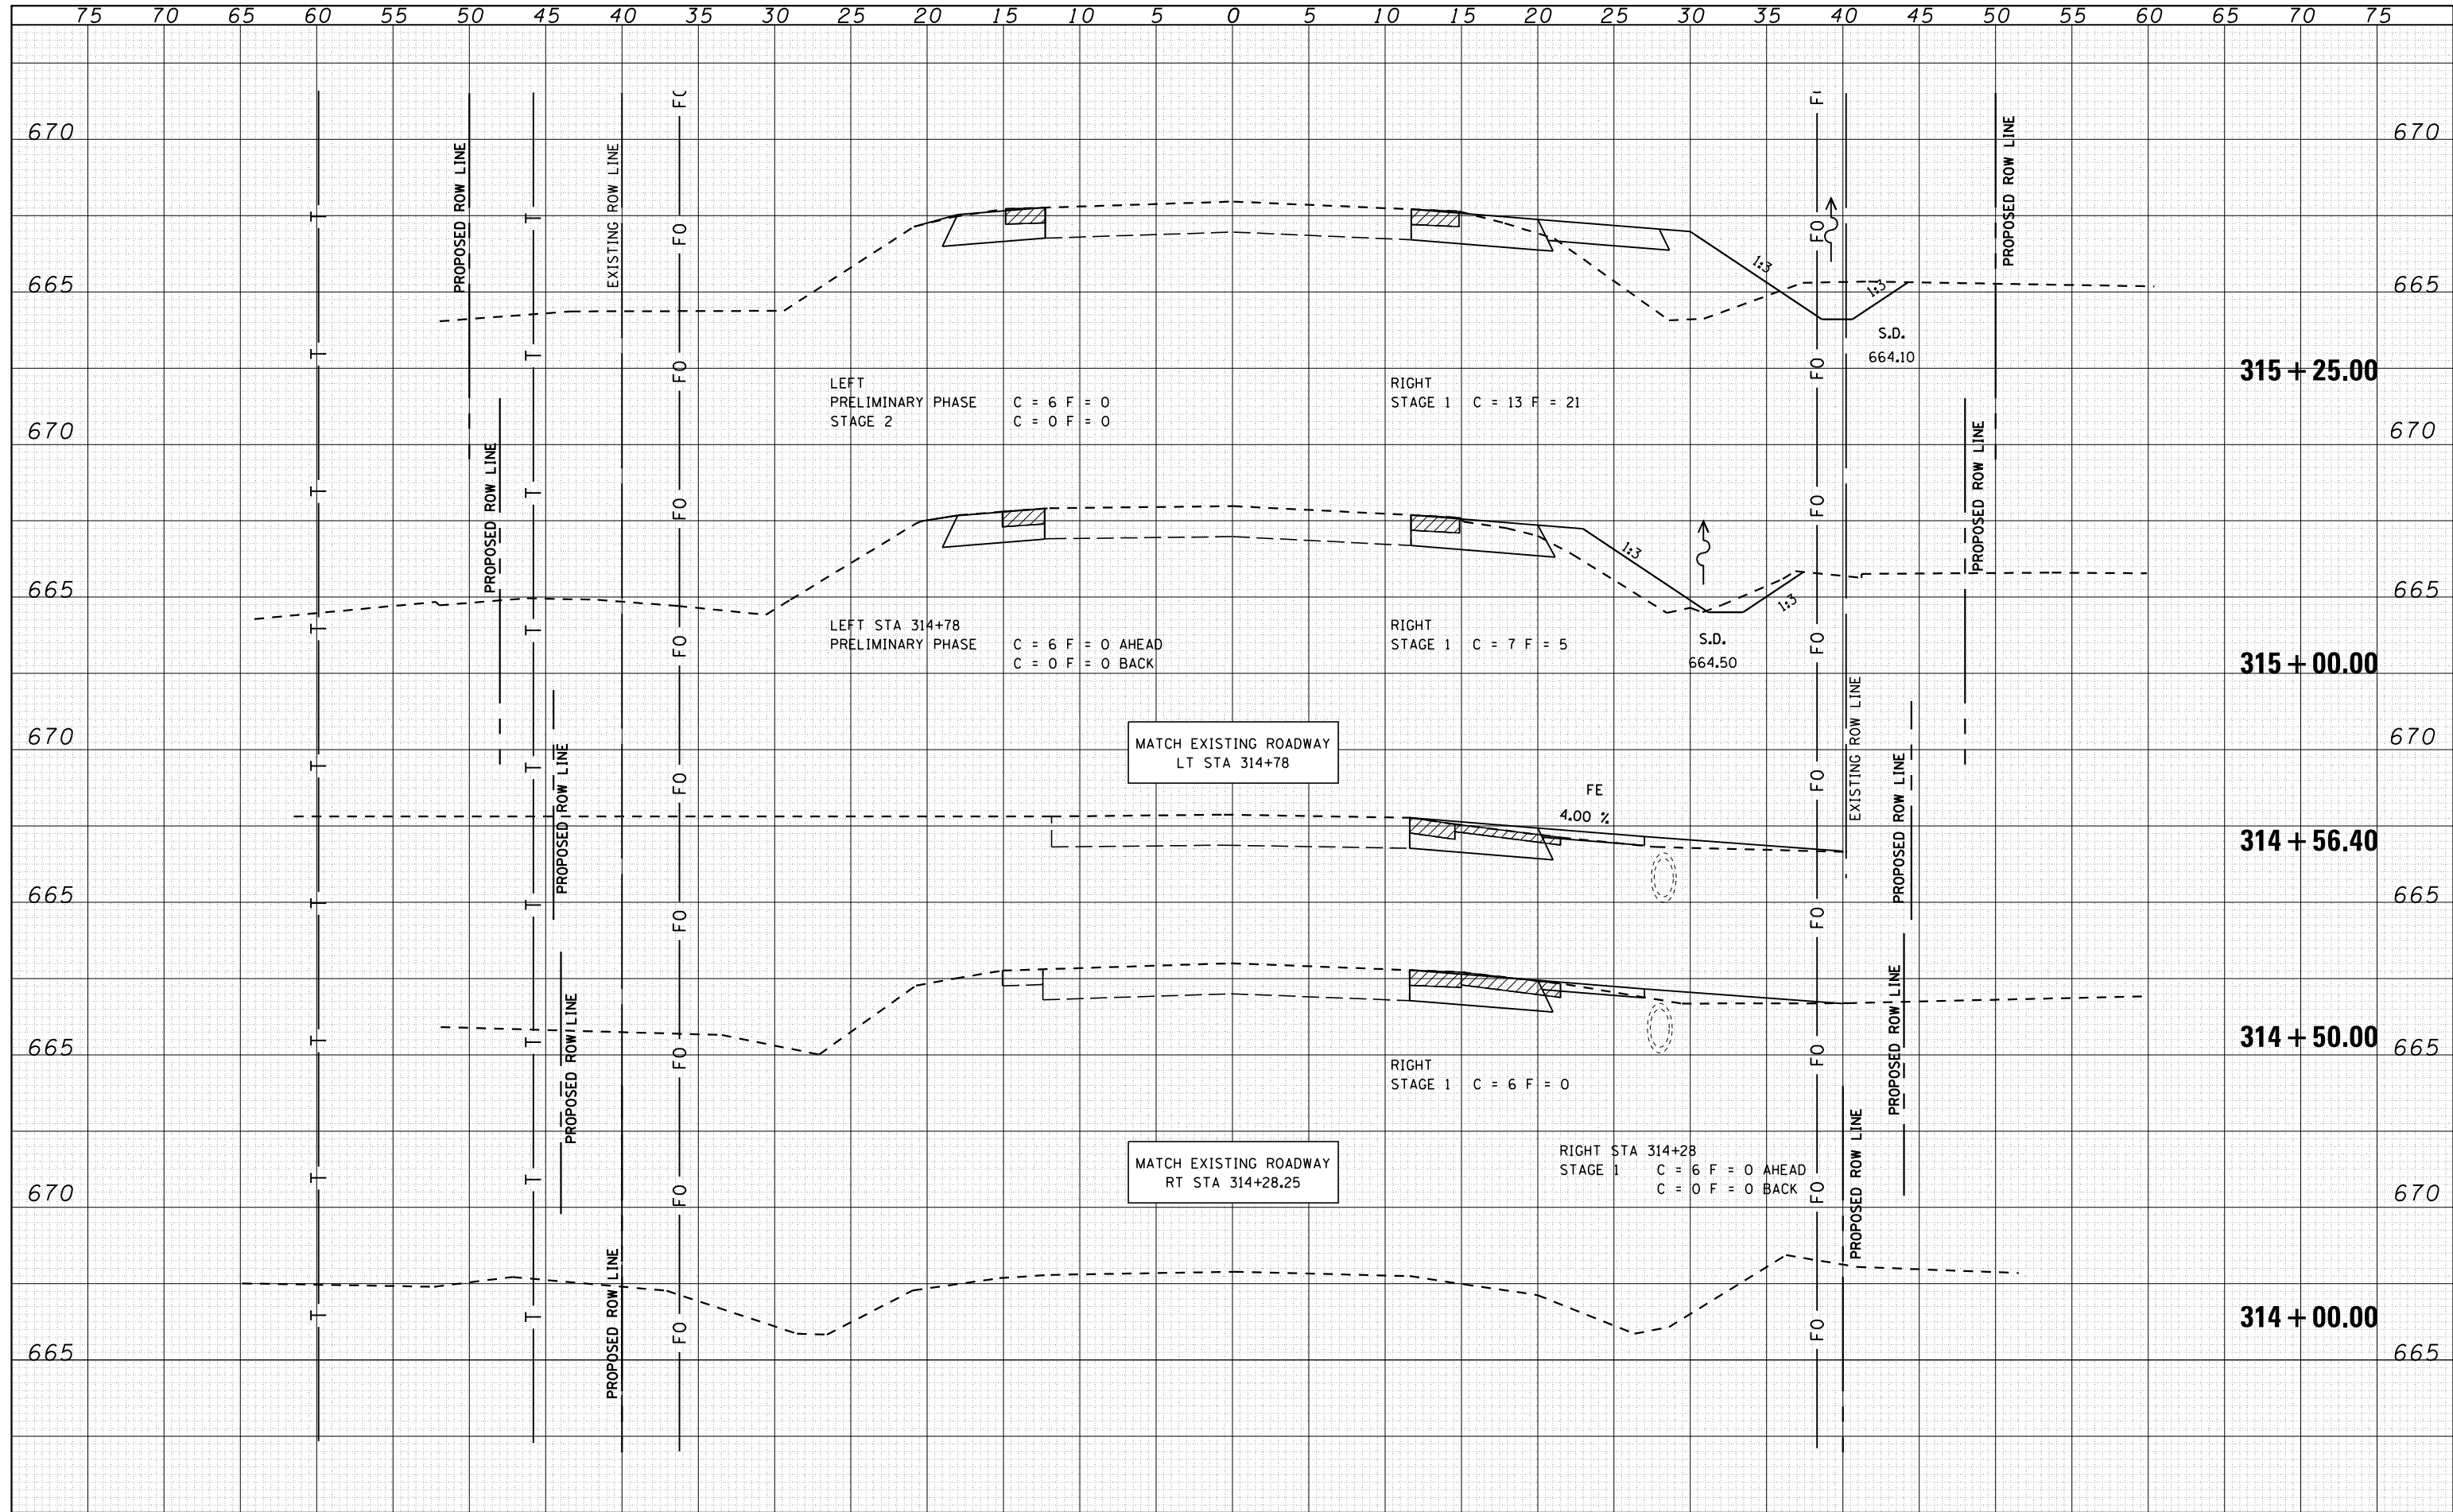 75 70 65 60 55 50 45 40 35 30 25 20 15 10 5 0 5 10 15 20 25 30 35 40 45 50 55 60 65 70 75
FO FO
670 670
PROPOSED ROW LINE
EXISTING ROW LINE
PROPOSED ROW LINE
T T FO FO
1:3
1:3
665 665
S.D.
664.10
T T FO FO
315+25.00
LEFT
PRELIMINARY PHASE C = 6 F = 0
STAGE 2 C = 0 F = 0
RIGHT
STAGE 1 C = 13 F = 21
670 670
PROPOSED ROW LINE
PROPOSED ROW LINE
T T FO FO
1:3
1:3
665 665
T T FO FO
LEFT STA 314+78
PRELIMINARY PHASE C = 6 F = 0 AHEAD
C = 0 F = 0 BACK
RIGHT
STAGE 1 C = 7 F = 5
S.D.
664.50
315+00.00
EXISTING ROW LINE
670 670
MATCH EXISTING ROADWAY
LT STA 314+78
T T FO FO
PROPOSED ROW LINE
PROPOSED ROW LINE
FE
4.00 %
314+56.40
665 665
T T FO FO
PROPOSED ROW LINE
PROPOSED ROW LINE
314+50.00
665 665
T T FO FO
RIGHT
STAGE 1 C = 6 F = 0
PROPOSED ROW LINE
MATCH EXISTING ROADWAY
RT STA 314+28.25
RIGHT STA 314+28
STAGE 1 C = 6 F = 0 AHEAD
C = 0 F = 0 BACK
T T FO FO
670 670
PROPOSED ROW LINE
314+00.00
T T FO FO
665 665